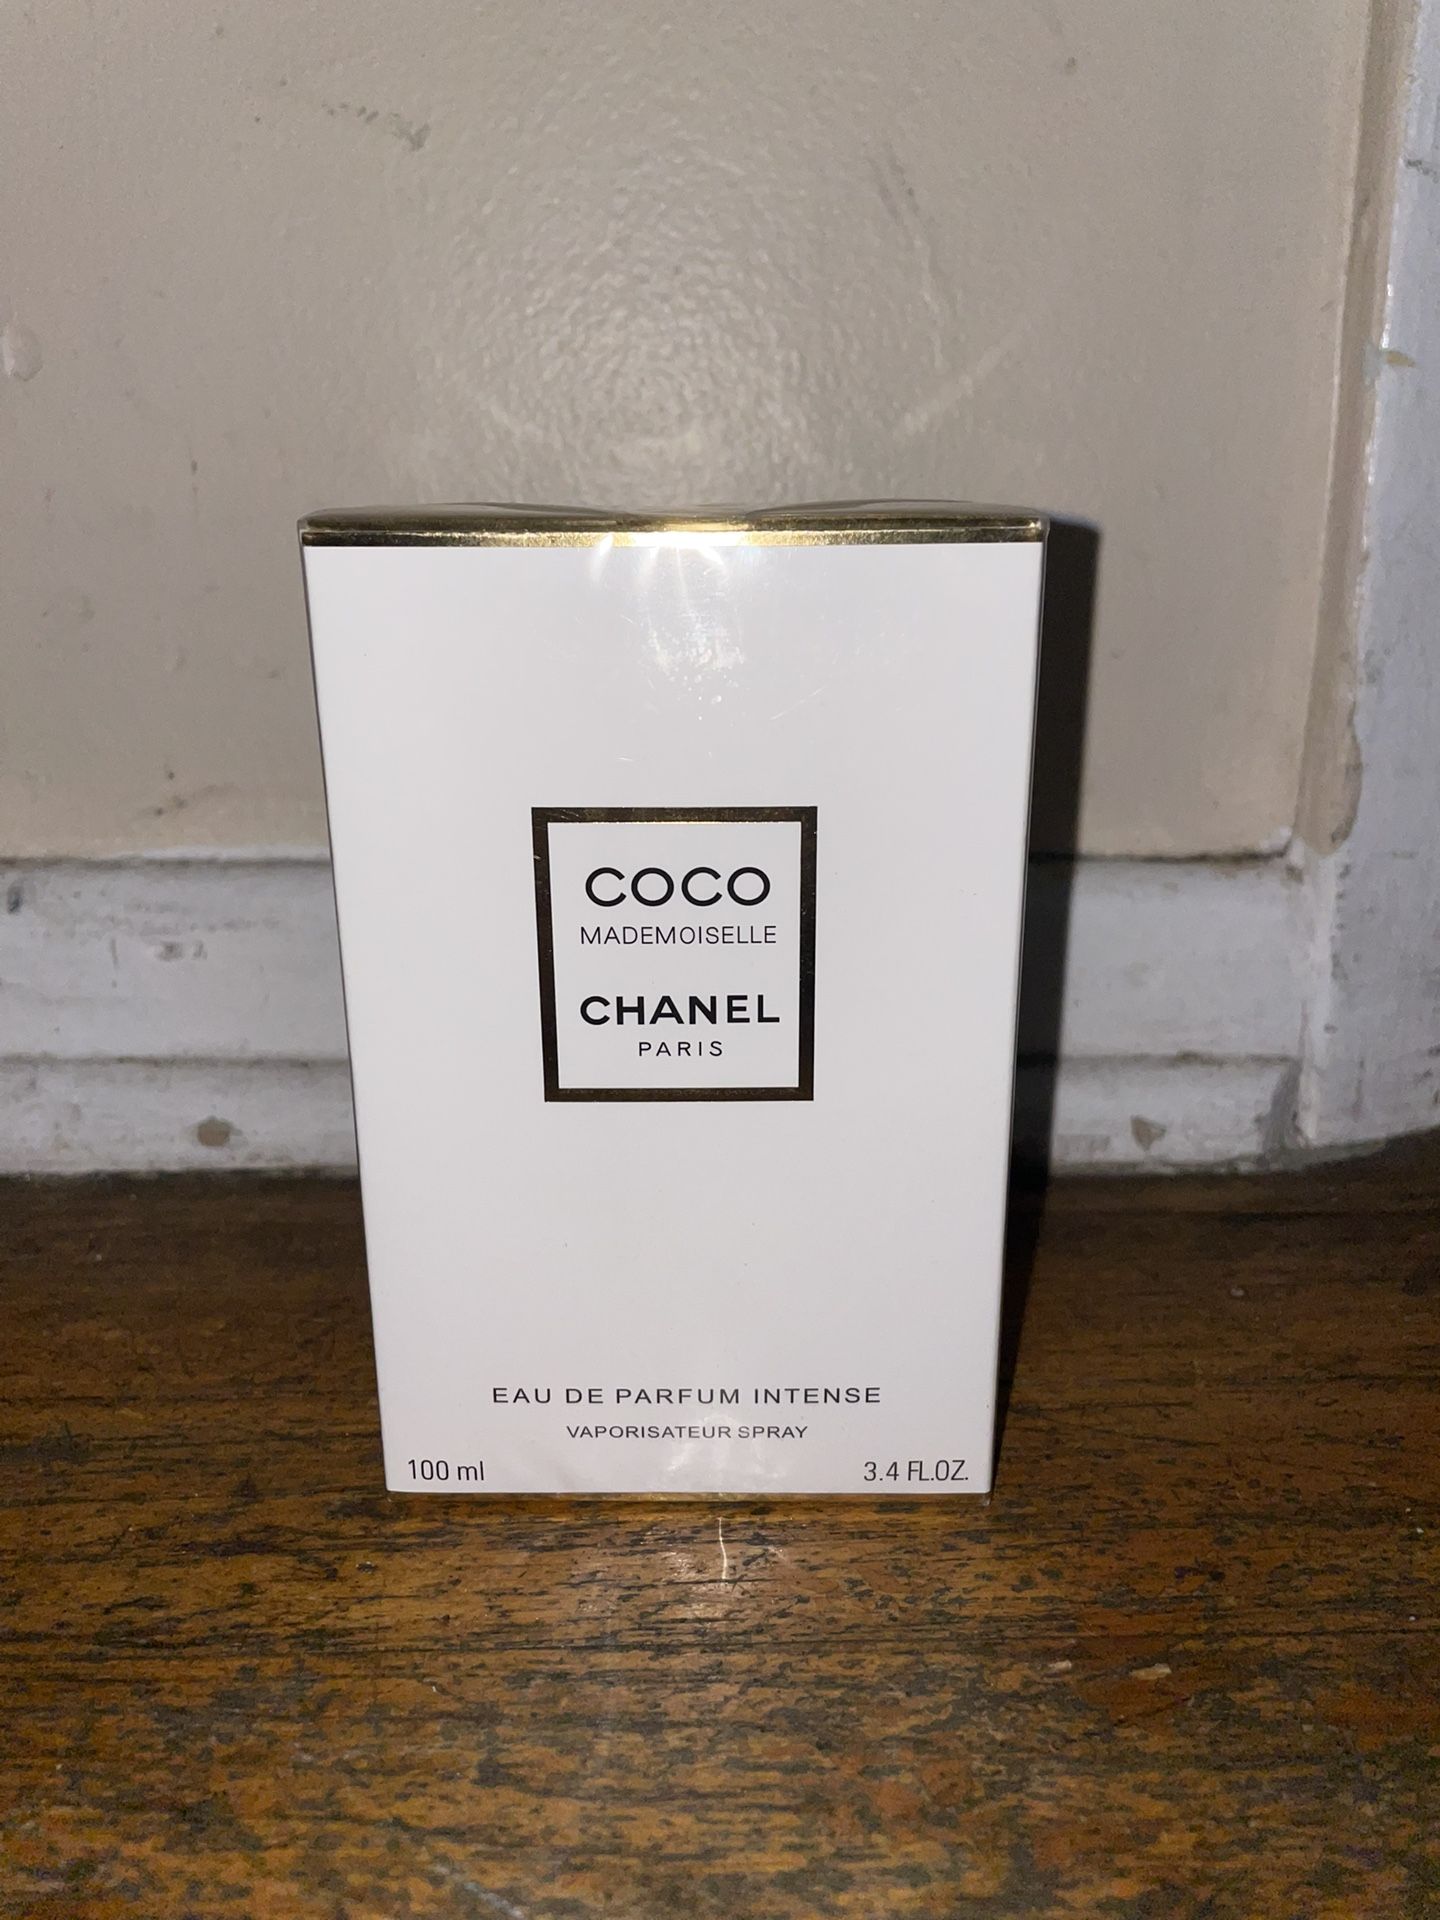 COCO
MADEMOISELLE
CHANEL
PARIS
EAU DE PARFUM INTENSE
VAPORISATEUR SPRAY
100 ml 3.4 FL.OZ.